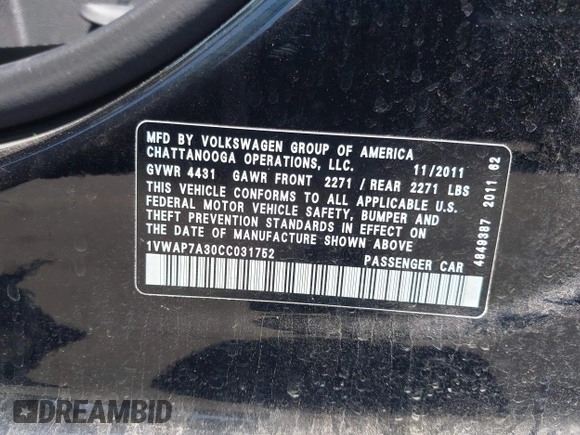 MFD BY VOLKSWAGEN GROUP OF AMERICA
CHATTANOOGA OPERATIONS, LLC. 11/2011
GVWR 4431 GAWR FRONT 2271 / REAR 2271 LBS
THIS VEHICLE CONFORMS TO ALL APPLICABLE U.S.
FEDERAL MOTOR VEHICLE SAFETY, BUMPER AND
THEFT PREVENTION STANDARDS IN EFFECT ON
THE DATE OF MANUFACTURE SHOWN ABOVE
1VWAP7A30CC031752 PASSENGER CAR
4849387 2011 62
DREAMBID